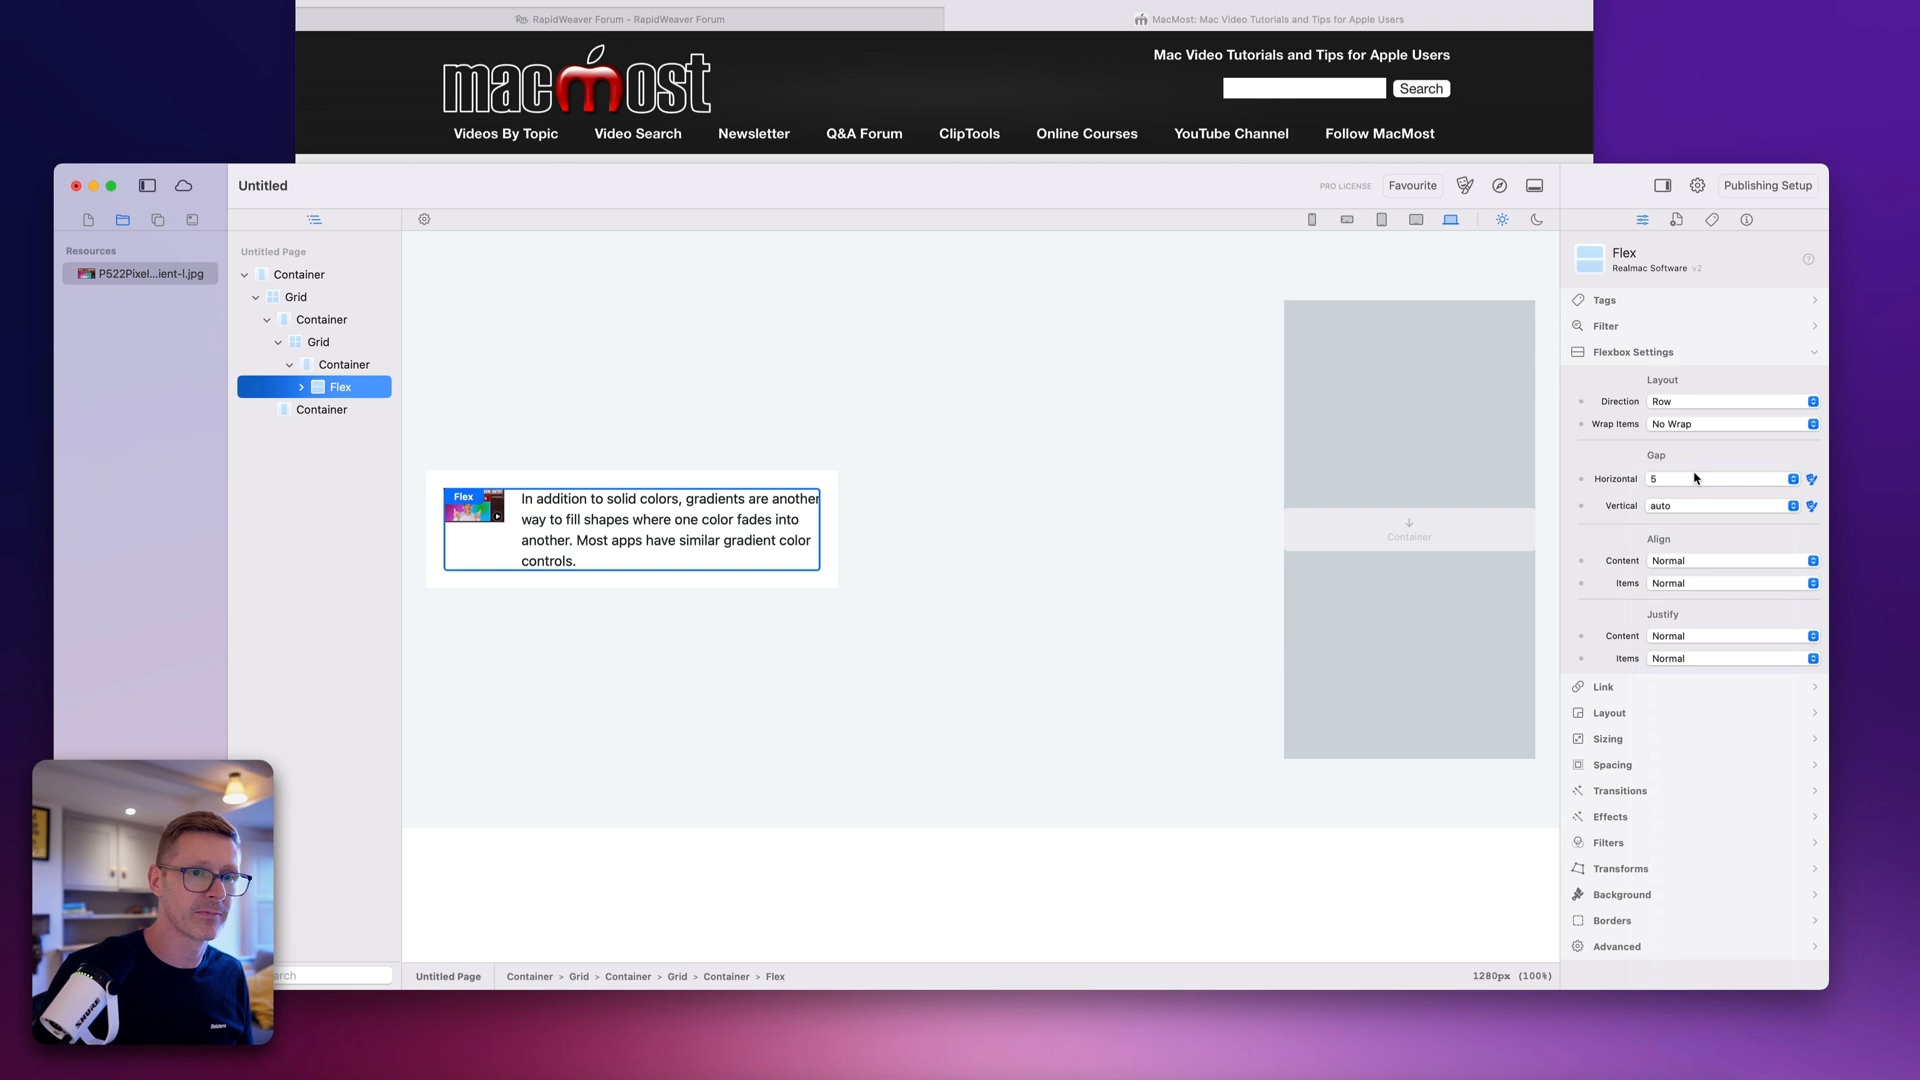 RapidWeaver Forum - RapidWeaver Forum
MacMost: Mac Video Tutorials and Tips for Apple Users
macmost
Mac Video Tutorials and Tips for Apple Users
Search
Videos By Topic
Video Search
Newsletter
Q&A Forum
ClipTools
Online Courses
YouTube Channel
Follow MacMost
Untitled
PRO LICENSE
Favourite
Publishing Setup
Resources
P522Pixel...ient-l.jpg
Untitled Page
Container
Grid
Container
Grid
Container
Flex
Container
Flex
In addition to solid colors, gradients are another
way to fill shapes where one color fades into
another. Most apps have similar gradient color
controls.
Container
Flex
Realmac Software v2
Tags
Filter
Flexbox Settings
Layout
Direction Row
Wrap Items No Wrap
Gap
Horizontal 5
Vertical auto
Align
Content Normal
Items Normal
Justify
Content Normal
Items Normal
Link
Layout
Sizing
Spacing
Transitions
Effects
Filters
Transforms
Background
Borders
Advanced
arch
Untitled Page
Container > Grid > Container > Grid > Container > Flex
1280px (100%)
SHURE